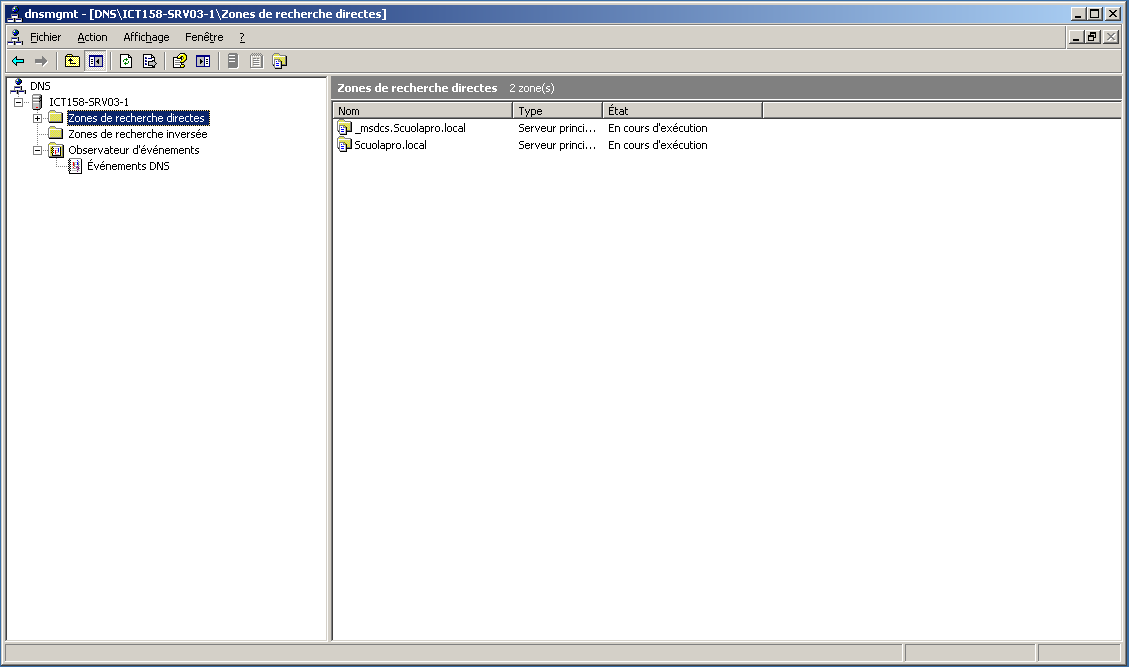 dnsmgmt - [DNS\ICT158-SRV03-1\Zones de recherche directes]
Fichier Action Affichage Fenêtre ?
DNS
ICT158-SRV03-1
Zones de recherche directes
Zones de recherche inversée
Observateur d'événements
Événements DNS
Zones de recherche directes 2 zone(s)
Nom Type État
_msdcs.Scuolapro.local Serveur princi... En cours d'exécution
Scuolapro.local Serveur princi... En cours d'exécution